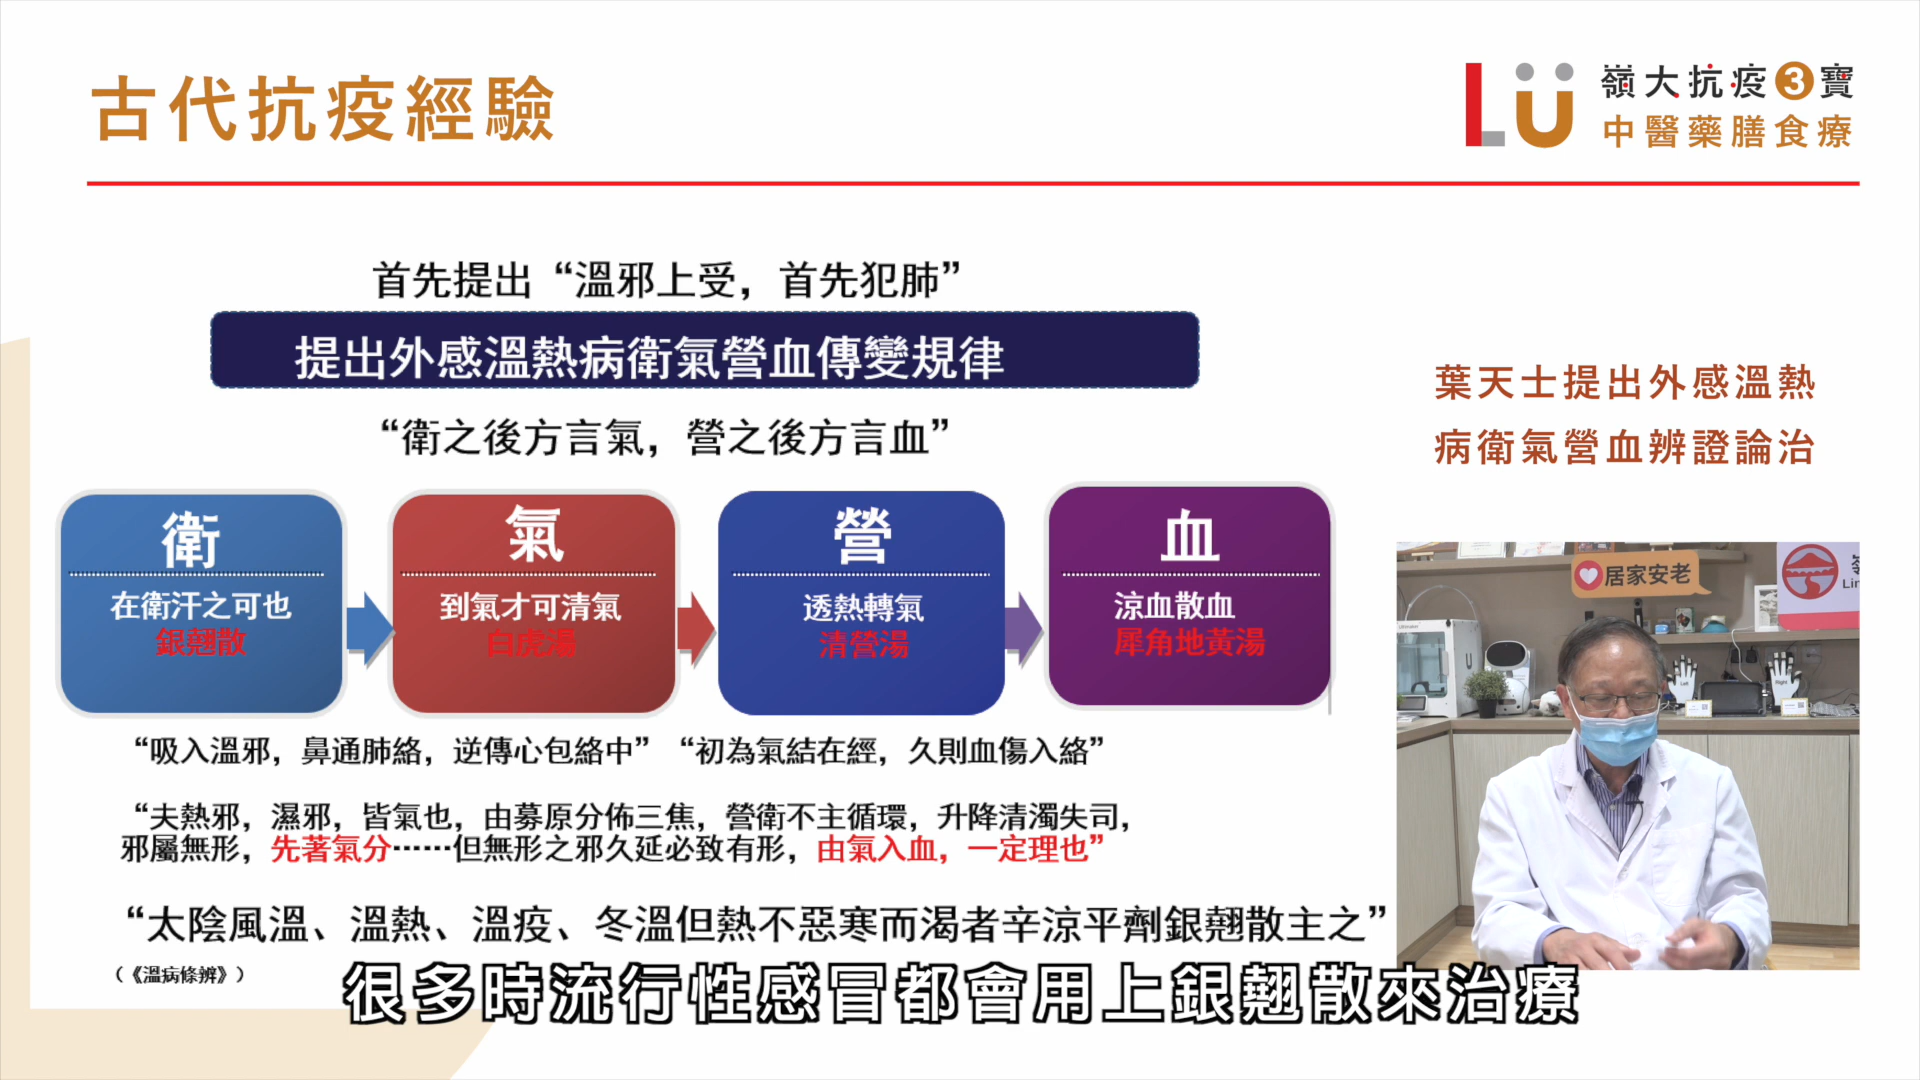 古代抗疫經驗
LU 嶺大抗疫3寶
中醫藥膳食療
首先提出“溫邪上受，首先犯肺”
提出外感溫熱病衛氣營血傳變規律
“衛之後方言氣，營之後方言血”
衛
在衛汗之可也
銀翹散
氣
到氣才可清氣
白虎湯
營
透熱轉氣
清營湯
血
涼血散血
犀角地黃湯
“吸入溫邪，鼻通肺絡，逆傳心包絡中”“初為氣結在經，久則血傷入絡”
“夫熱邪，濕邪，皆氣也，由募原分佈三焦，營衛不主循環，升降清濁失司，
邪屬無形，先著氣分……但無形之邪久延必致有形，由氣入血，一定理也”
“太陰風溫、溫熱、溫疫、冬溫但熱不惡寒而渴者辛涼平劑銀翹散主之”
（《溫病條辨》）
葉天士提出外感溫熱
病衛氣營血辨證論治
居家安老
Left
Right
很多時流行性感冒都會用上銀翹散來治療